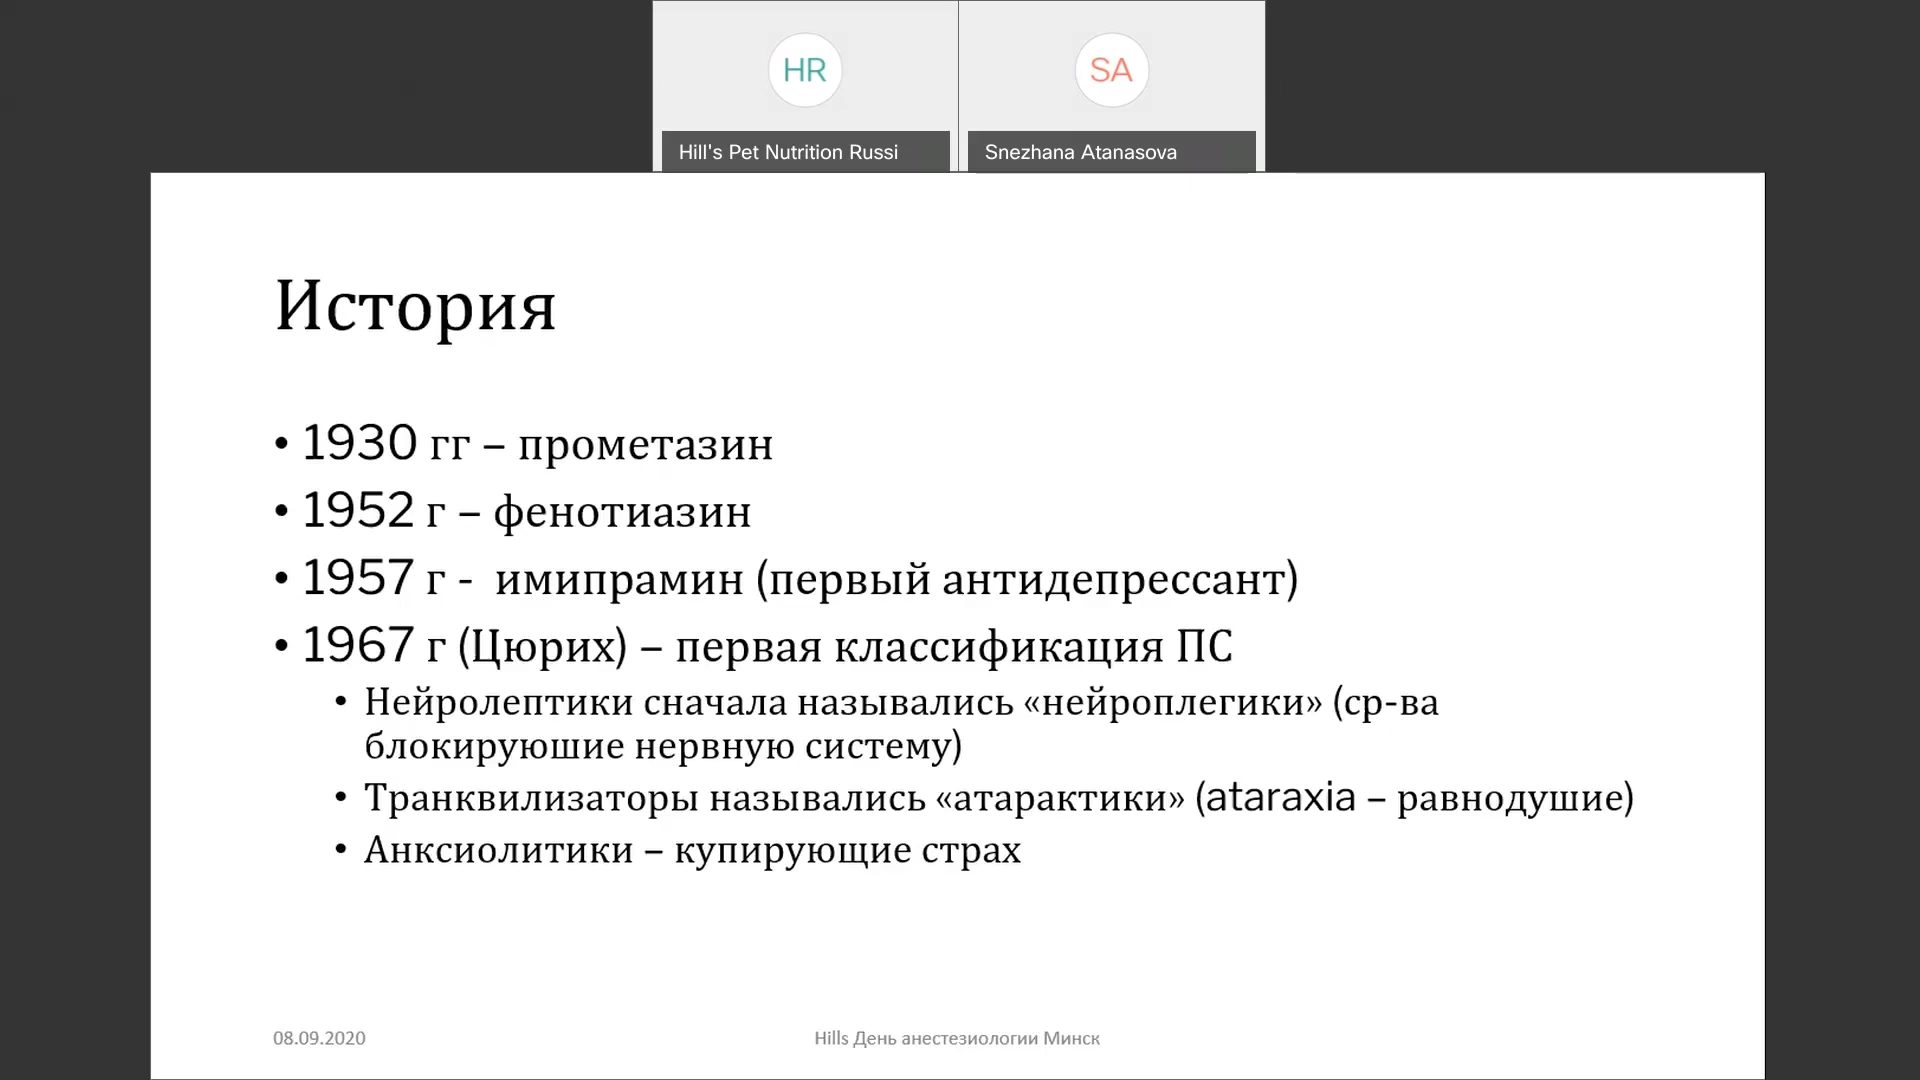 HR
SA
Hill's Pet Nutrition Russi
Snezhana Atanasova
История
• 1930 гг – прометазин
• 1952 г – фенотиазин
• 1957 г -  имипрамин (первый антидепрессант)
• 1967 г (Цюрих) – первая классификация ПС
• Нейролептики сначала назывались «нейроплегики» (ср-ва
блокируюшие нервную систему)
• Транквилизаторы назывались «атарактики» (ataraxia – равнодушие)
• Анксиолитики – купирующие страх
08.09.2020
Hills День анестезиологии Минск